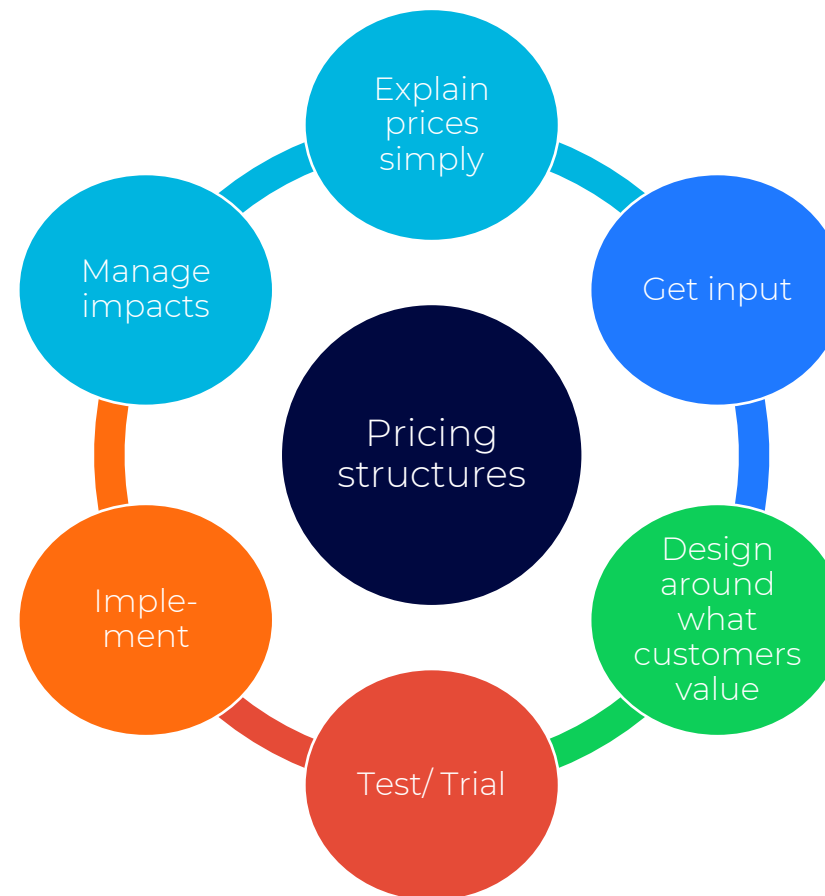 Explain
prices
simply
Get input
Design
around
what
customers
value
Test/ Trial
Imple-
ment
Manage
impacts
Pricing
structures